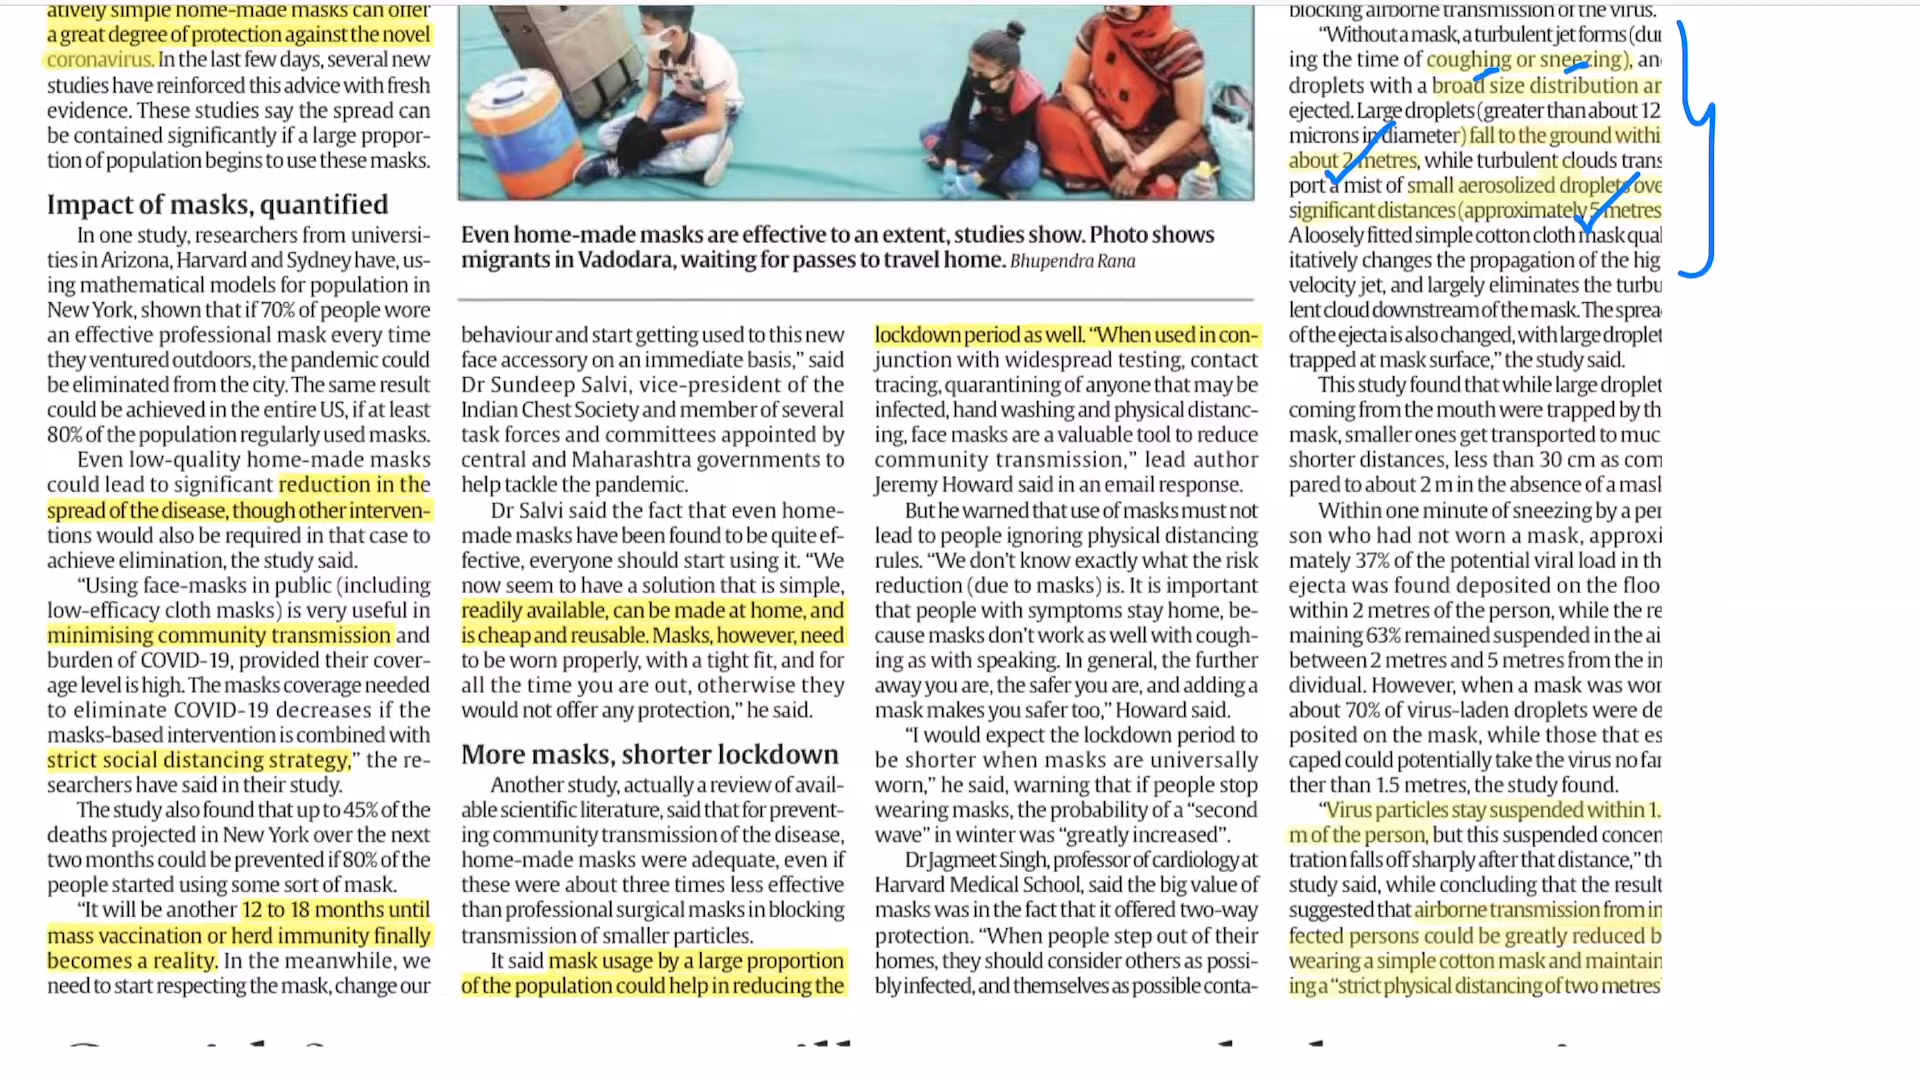 atively simple home-made masks can offer
a great degree of protection against the novel
coronavirus. In the last few days, several new
studies have reinforced this advice with fresh
evidence. These studies say the spread can
be contained significantly if a large propor-
tion of population begins to use these masks.
Impact of masks, quantified
In one study, researchers from universi-
ties in Arizona, Harvard and Sydney have, us-
ing mathematical models for population in
New York, shown that if 70% of people wore
an effective professional mask every time
they ventured outdoors, the pandemic could
be eliminated from the city. The same result
could be achieved in the entire US, if at least
80% of the population regularly used masks.
Even low-quality home-made masks
could lead to significant reduction in the
spread of the disease, though other interven-
tions would also be required in that case to
achieve elimination, the study said.
“Using face-masks in public (including
low-efficacy cloth masks) is very useful in
minimising community transmission and
burden of COVID-19, provided their cover-
age level is high. The masks coverage needed
to eliminate COVID-19 decreases if the
masks-based intervention is combined with
strict social distancing strategy,” the re-
searchers have said in their study.
The study also found that up to 45% of the
deaths projected in New York over the next
two months could be prevented if 80% of the
people started using some sort of mask.
“It will be another 12 to 18 months until
mass vaccination or herd immunity finally
becomes a reality. In the meanwhile, we
need to start respecting the mask, change our
Even home-made masks are effective to an extent, studies show. Photo shows
migrants in Vadodara, waiting for passes to travel home. Bhupendra Rana
behaviour and start getting used to this new
face accessory on an immediate basis,” said
Dr Sundeep Salvi, vice-president of the
Indian Chest Society and member of several
task forces and committees appointed by
central and Maharashtra governments to
help tackle the pandemic.
Dr Salvi said the fact that even home-
made masks have been found to be quite ef-
fective, everyone should start using it. “We
now seem to have a solution that is simple,
readily available, can be made at home, and
is cheap and reusable. Masks, however, need
to be worn properly, with a tight fit, and for
all the time you are out, otherwise they
would not offer any protection,” he said.
More masks, shorter lockdown
Another study, actually a review of avail-
able scientific literature, said that for prevent-
ing community transmission of the disease,
home-made masks were adequate, even if
these were about three times less effective
than professional surgical masks in blocking
transmission of smaller particles.
It said mask usage by a large proportion
of the population could help in reducing the
lockdown period as well. “When used in con-
junction with widespread testing, contact
tracing, quarantining of anyone that may be
infected, hand washing and physical distanc-
ing, face masks are a valuable tool to reduce
community transmission,” lead author
Jeremy Howard said in an email response.
But he warned that use of masks must not
lead to people ignoring physical distancing
rules. “We don’t know exactly what the risk
reduction (due to masks) is. It is important
that people with symptoms stay home, be-
cause masks don’t work as well with cough-
ing as with speaking. In general, the further
away you are, the safer you are, and adding a
mask makes you safer too,” Howard said.
“I would expect the lockdown period to
be shorter when masks are universally
worn,” he said, warning that if people stop
wearing masks, the probability of a “second
wave” in winter was “greatly increased”.
Dr Jagmeet Singh, professor of cardiology at
Harvard Medical School, said the big value of
masks was in the fact that it offered two-way
protection. “When people step out of their
homes, they should consider others as possi-
bly infected, and themselves as possible conta-
blocking airborne transmission of the virus.
“Without a mask, a turbulent jet forms (dur
ing the time of coughing or sneezing), an
droplets with a broad size distribution ar
ejected. Large droplets (greater than about 12
microns in diameter) fall to the ground withi
about 2 metres, while turbulent clouds trans
port a mist of small aerosolized droplets ove
significant distances (approximately 5 metres
A loosely fitted simple cotton cloth mask qual
itatively changes the propagation of the hig
velocity jet, and largely eliminates the turbu
lent cloud downstream of the mask. The sprea
of the ejecta is also changed, with large droplet
trapped at mask surface,” the study said.
This study found that while large droplet
coming from the mouth were trapped by th
mask, smaller ones get transported to muc
shorter distances, less than 30 cm as com
pared to about 2 m in the absence of a mask
Within one minute of sneezing by a per
son who had not worn a mask, approxi
mately 37% of the potential viral load in th
ejecta was found deposited on the floo
within 2 metres of the person, while the re
maining 63% remained suspended in the ai
between 2 metres and 5 metres from the in
dividual. However, when a mask was wor
about 70% of virus-laden droplets were de
posited on the mask, while those that es
caped could potentially take the virus no far
ther than 1.5 metres, the study found.
“Virus particles stay suspended within 1.
m of the person, but this suspended concen
tration falls off sharply after that distance,” th
study said, while concluding that the result
suggested that airborne transmission from in
fected persons could be greatly reduced b
wearing a simple cotton mask and maintain
ing a “strict physical distancing of two metres